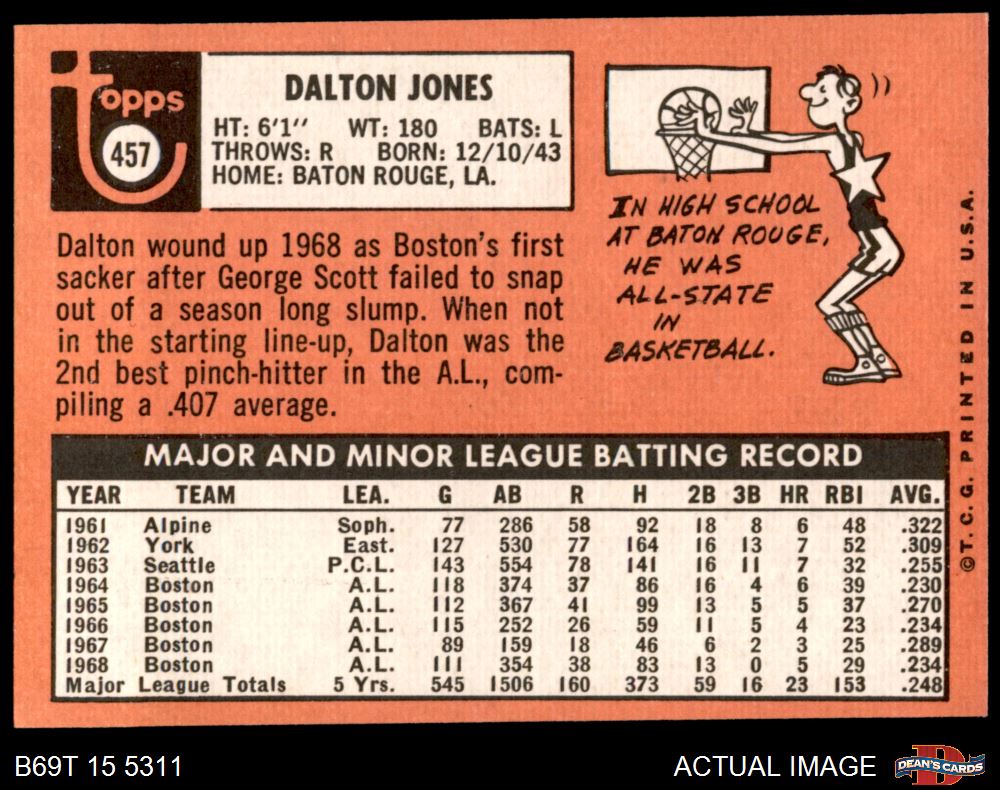 topps
457
DALTON JONES
HT: 6'1'' WT: 180 BATS: L
THROWS: R BORN: 12/10/43
HOME: BATON ROUGE, LA.
Dalton wound up 1968 as Boston's first
sacker after George Scott failed to snap
out of a season long slump. When not
in the starting line-up, Dalton was the
2nd best pinch-hitter in the A.L., com-
piling a .407 average.
IN HIGH SCHOOL
AT BATON ROUGE,
HE WAS
ALL-STATE
IN
BASKETBALL.
©T.C.G. PRINTED IN U.S.A.
MAJOR AND MINOR LEAGUE BATTING RECORD
YEAR TEAM LEA. G AB R H 2B 3B HR RBI AVG.
1961 Alpine Soph. 77 286 58 92 18 8 6 48 .322
1962 York East. 127 530 77 164 16 13 7 52 .309
1963 Seattle P.C.L. 143 554 78 141 16 11 7 32 .255
1964 Boston A.L. 118 374 37 86 16 4 6 39 .230
1965 Boston A.L. 112 367 41 99 13 5 5 37 .270
1966 Boston A.L. 115 252 26 59 11 5 4 23 .234
1967 Boston A.L. 89 159 18 46 6 2 3 25 .289
1968 Boston A.L. 111 354 38 83 13 0 5 29 .234
Major League Totals 5 Yrs. 545 1506 160 373 59 16 23 153 .248
B69T 15 5311
ACTUAL IMAGE
DEAN'S CARDS